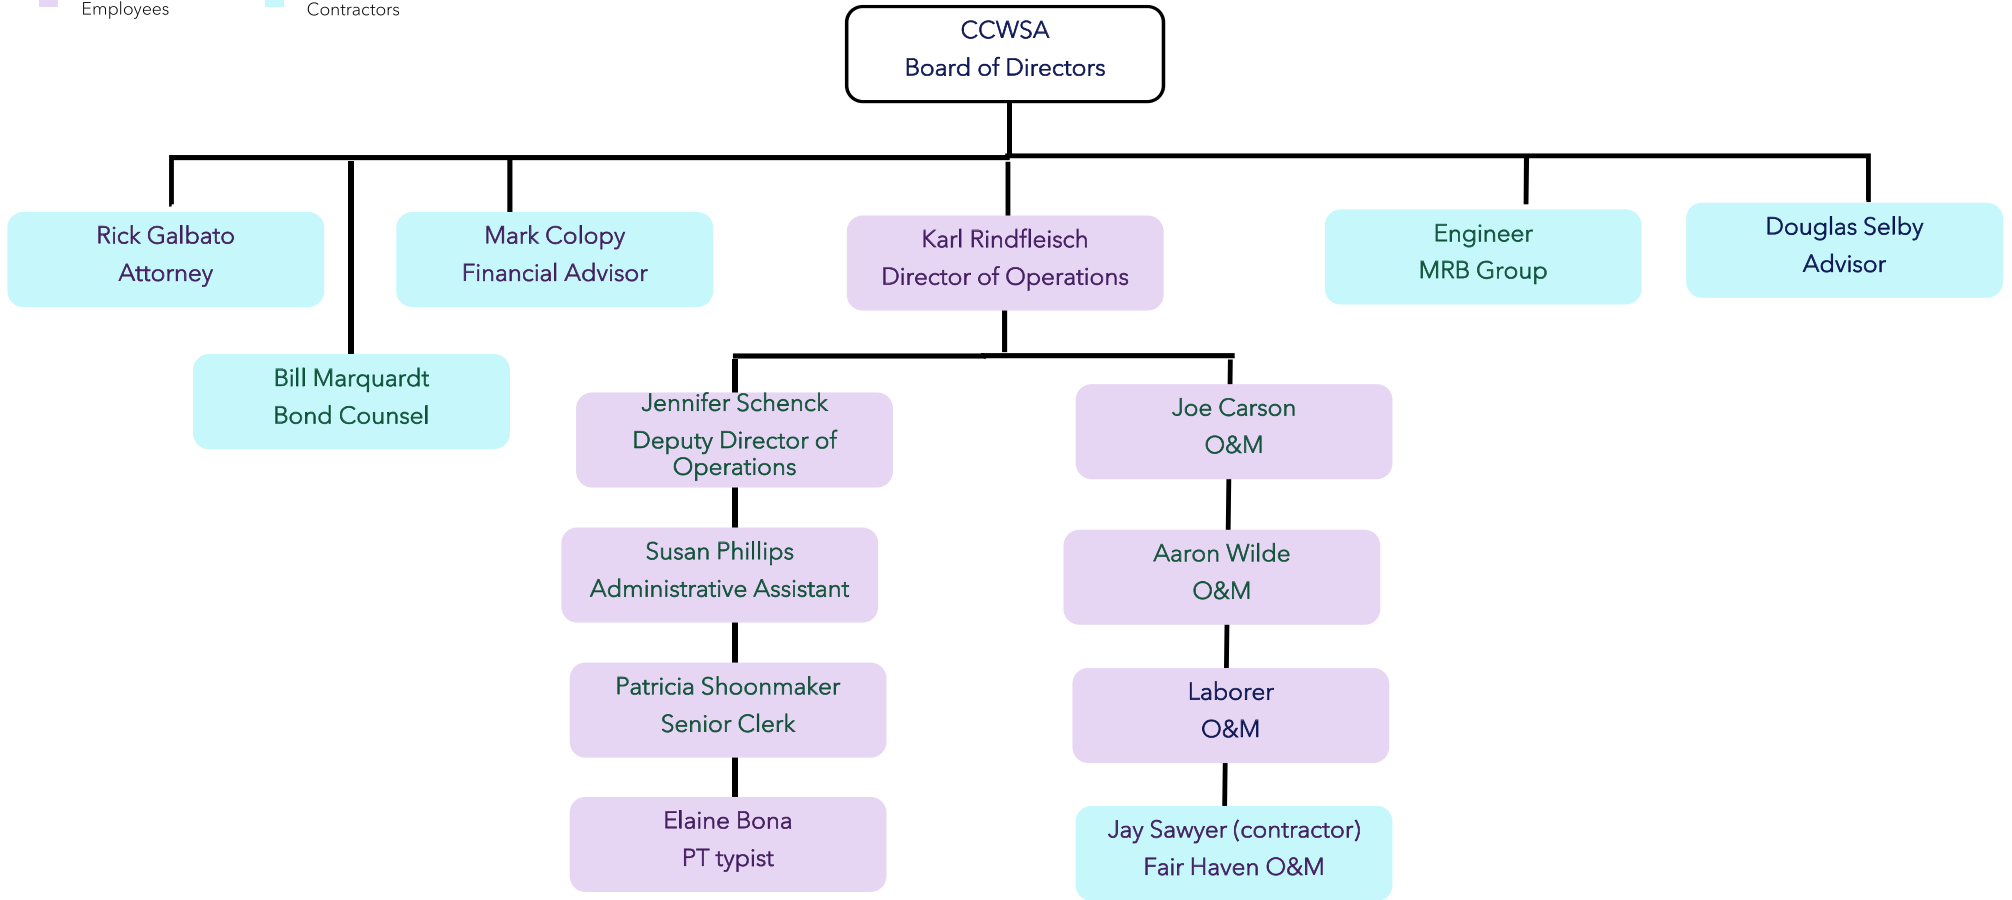 Employees
Contractors
CCWSA
Board of Directors
Rick Galbato
Attorney
Mark Colopy
Financial Advisor
Karl Rindfleisch
Director of Operations
Engineer
MRB Group
Douglas Selby
Advisor
Bill Marquardt
Bond Counsel
Jennifer Schenck
Deputy Director of
Operations
Joe Carson
O&M
Susan Phillips
Administrative Assistant
Aaron Wilde
O&M
Patricia Shoonmaker
Senior Clerk
Laborer
O&M
Elaine Bona
PT typist
Jay Sawyer (contractor)
Fair Haven O&M